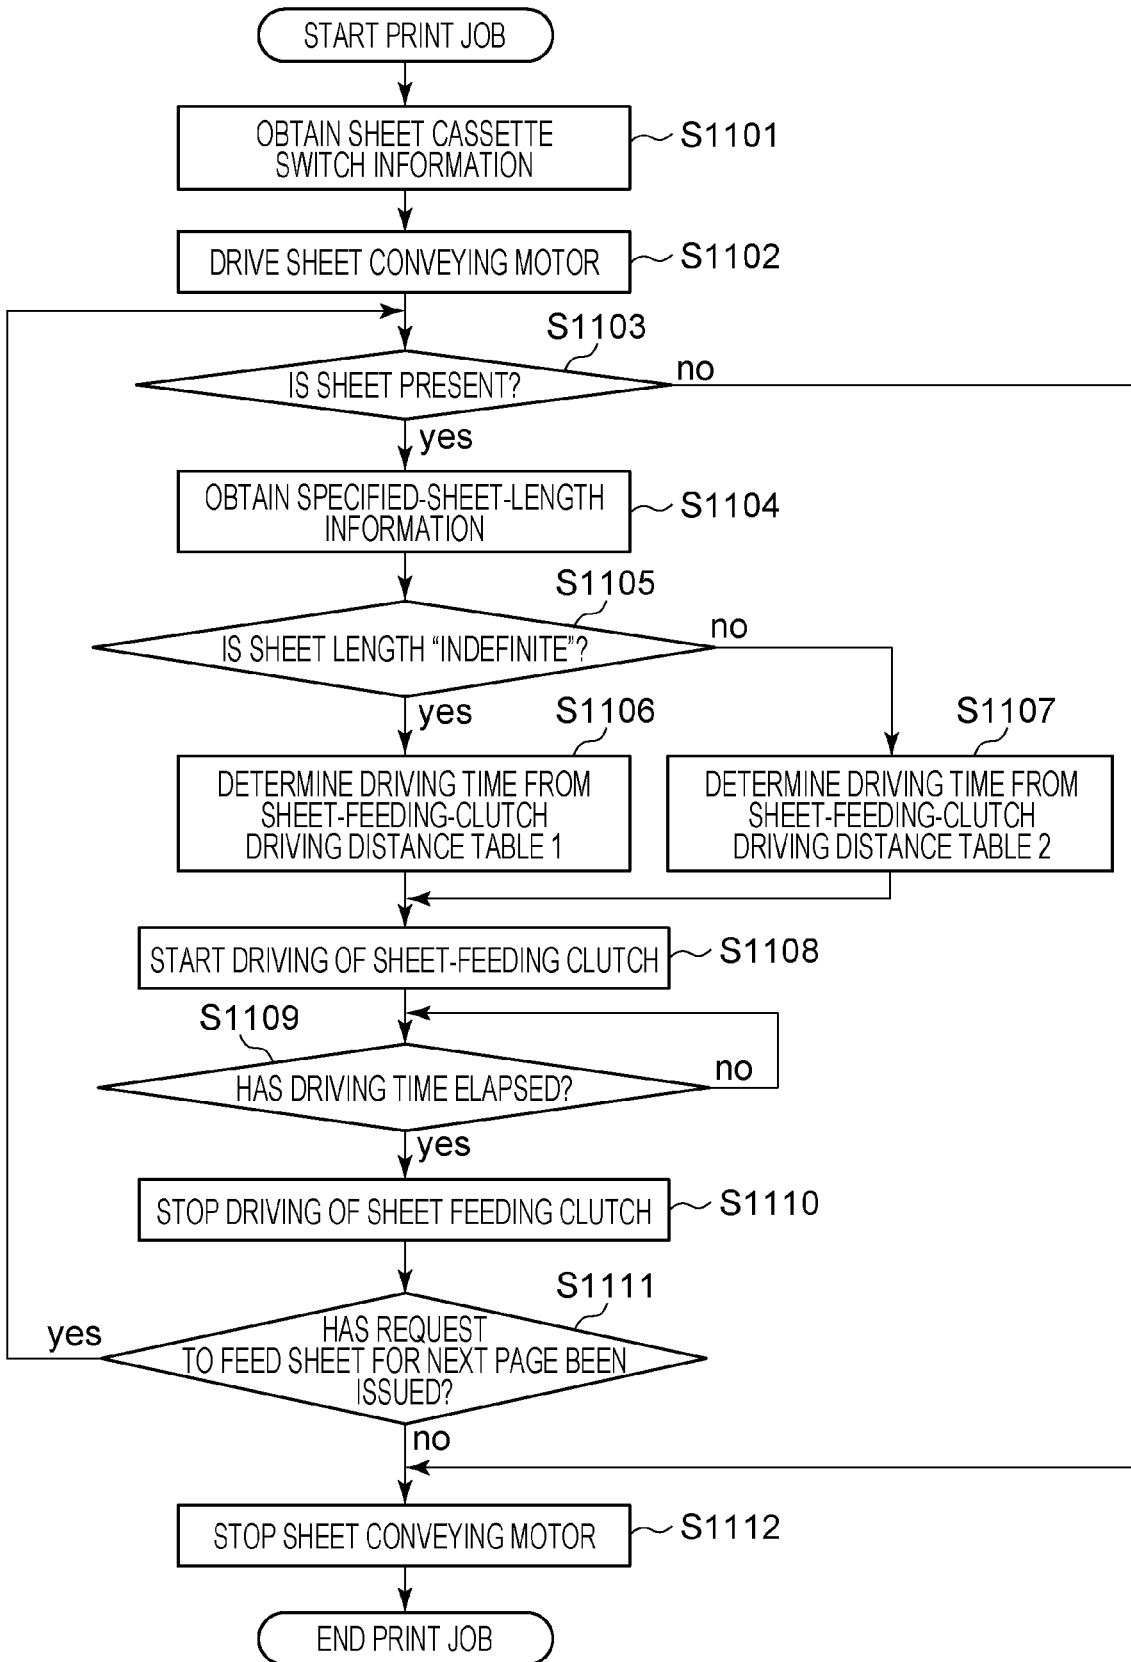 START PRINT JOB
OBTAIN SHEET CASSETTE
SWITCH INFORMATION
S1101
DRIVE SHEET CONVEYING MOTOR
S1102
S1103
IS SHEET PRESENT?
no
yes
OBTAIN SPECIFIED-SHEET-LENGTH
INFORMATION
S1104
S1105
IS SHEET LENGTH “INDEFINITE”?
no
yes
S1106
S1107
DETERMINE DRIVING TIME FROM
SHEET-FEEDING-CLUTCH
DRIVING DISTANCE TABLE 1
DETERMINE DRIVING TIME FROM
SHEET-FEEDING-CLUTCH
DRIVING DISTANCE TABLE 2
START DRIVING OF SHEET-FEEDING CLUTCH
S1108
S1109
HAS DRIVING TIME ELAPSED?
no
yes
STOP DRIVING OF SHEET FEEDING CLUTCH
S1110
S1111
yes
HAS REQUEST
TO FEED SHEET FOR NEXT PAGE BEEN
ISSUED?
no
STOP SHEET CONVEYING MOTOR
S1112
END PRINT JOB